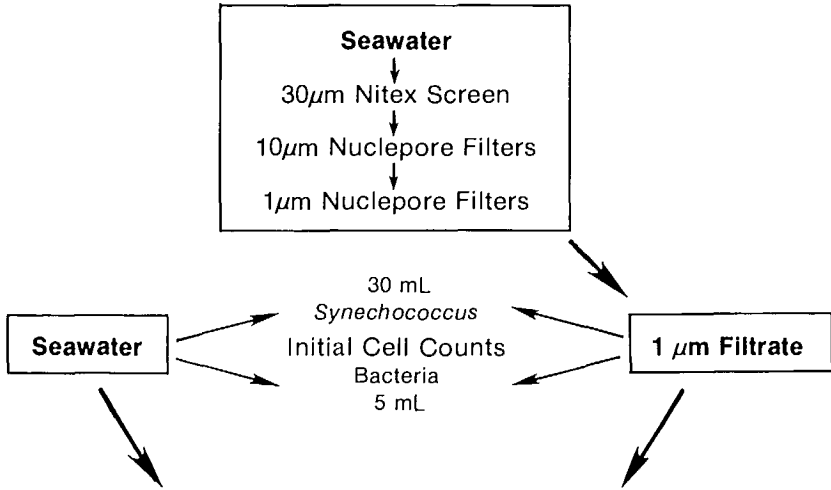 Seawater
30μm Nitex Screen
10μm Nuclepore Filters
1μm Nuclepore Filters
30 mL
Synechococcus
Seawater
Initial Cell Counts
1 μm Filtrate
Bacteria
5 mL